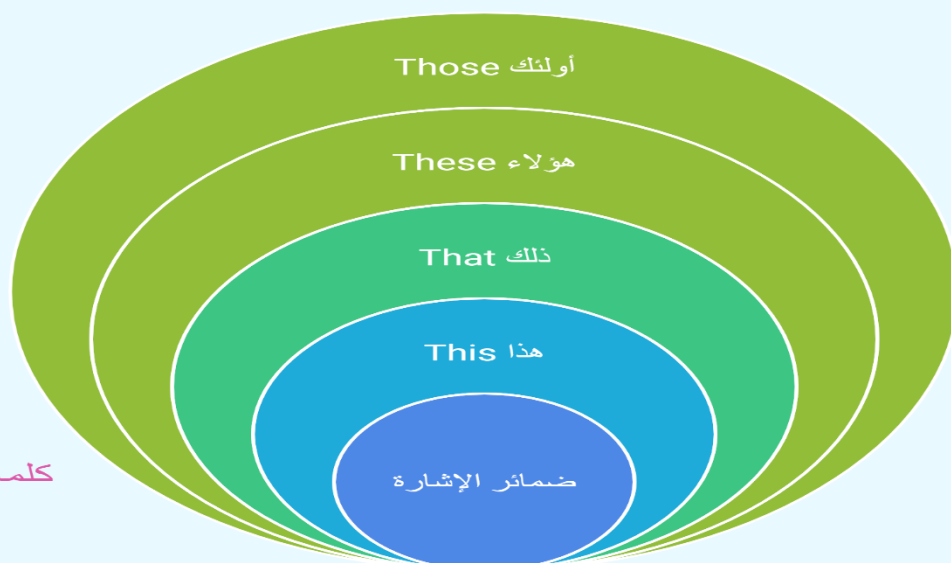 أولئك Those
هؤلاء These
ذلك That
هذا This
ضمائر الإشارة